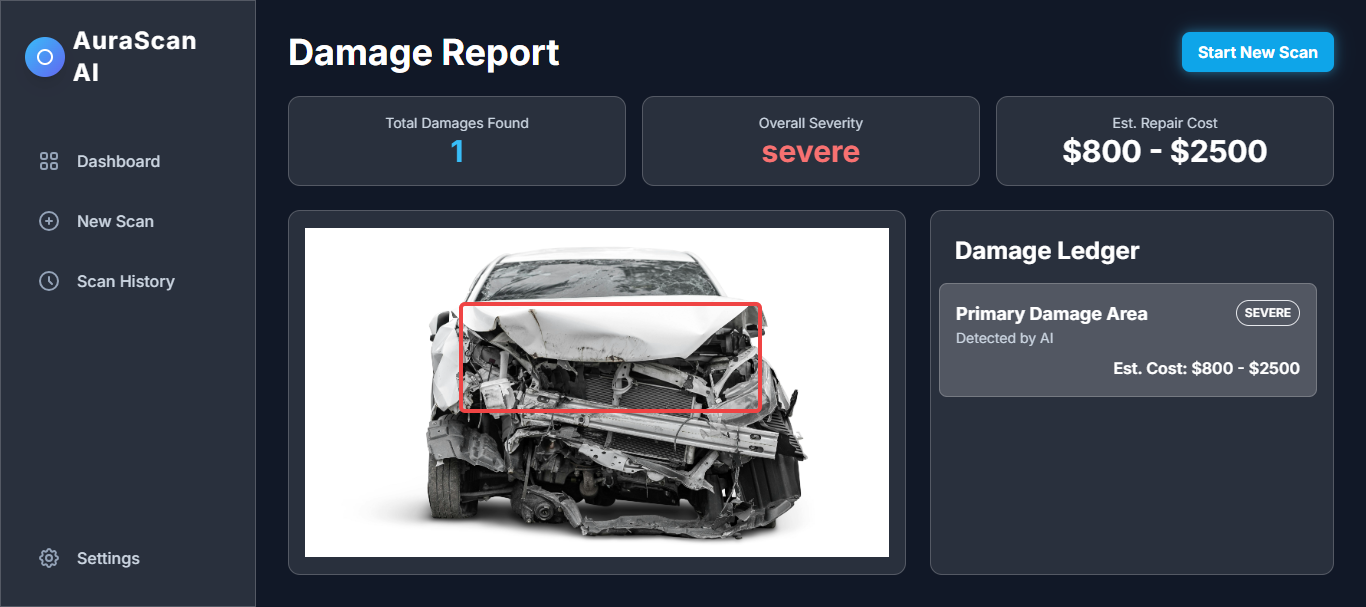 AuraScan
AI
Dashboard
New Scan
Scan History
Settings
Damage Report
Start New Scan
Total Damages Found
1
Overall Severity
severe
Est. Repair Cost
$800 - $2500
Damage Ledger
Primary Damage Area
SEVERE
Detected by AI
Est. Cost: $800 - $2500